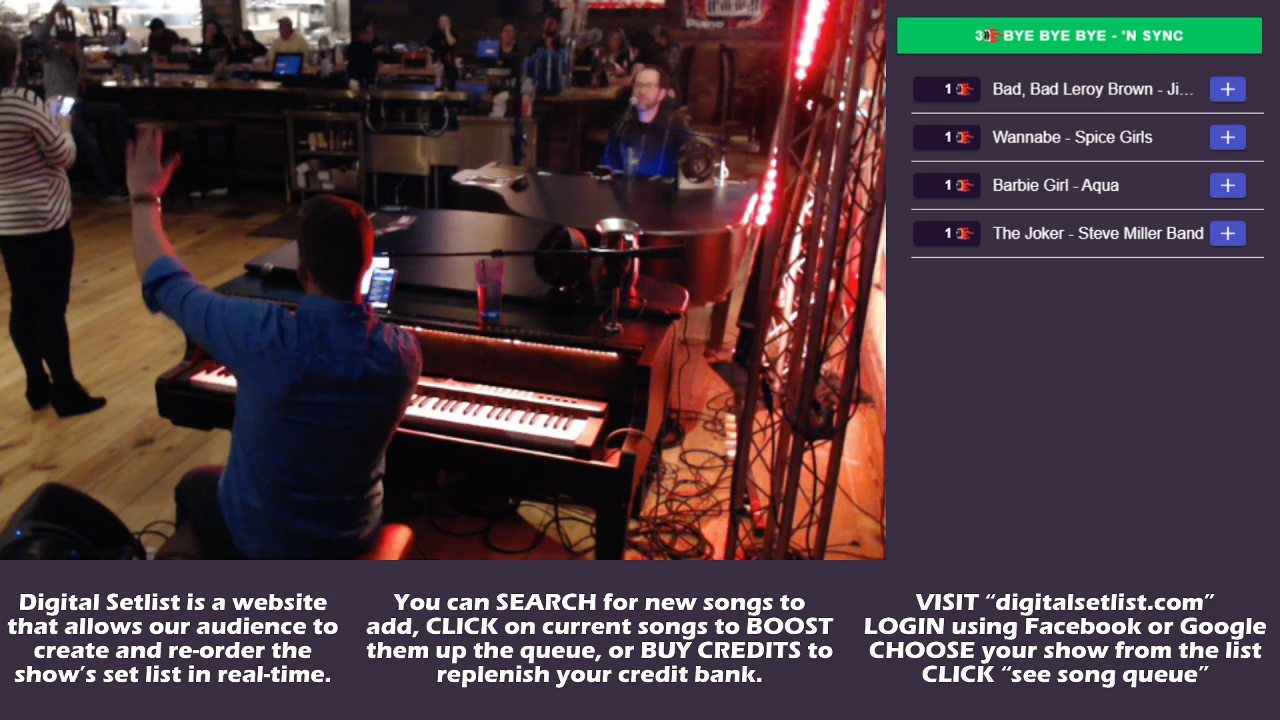 Piano
3 BYE BYE BYE - 'N SYNC
1 Bad, Bad Leroy Brown - Ji...
1 Wannabe - Spice Girls
1 Barbie Girl - Aqua
1 The Joker - Steve Miller Band
Digital Setlist is a website
that allows our audience to
create and re-order the
show's set list in real-time.
You can SEARCH for new songs to
add, CLICK on current songs to BOOST
them up the queue, or BUY CREDITS to
replenish your credit bank.
VISIT “digitalsetlist.com”
LOGIN using Facebook or Google
CHOOSE your show from the list
CLICK “see song queue”